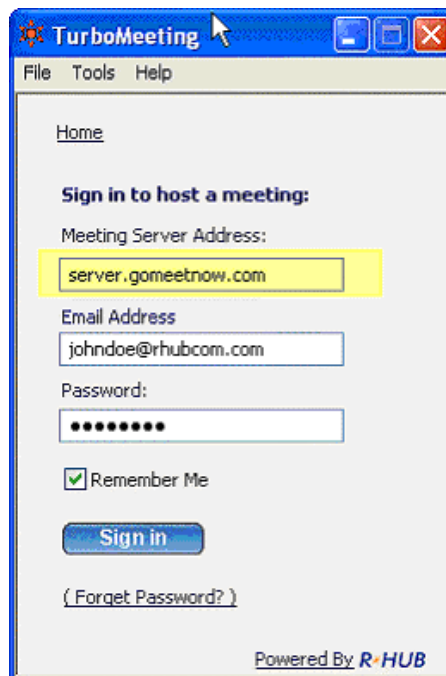 TurboMeeting
File Tools Help
Home
Sign in to host a meeting:
Meeting Server Address:
server.gomeetnow.com
Email Address
johndoe@rhubcom.com
Password:
●●●●●●●●
Remember Me
Sign in
( Forget Password? )
Powered By R-HUB